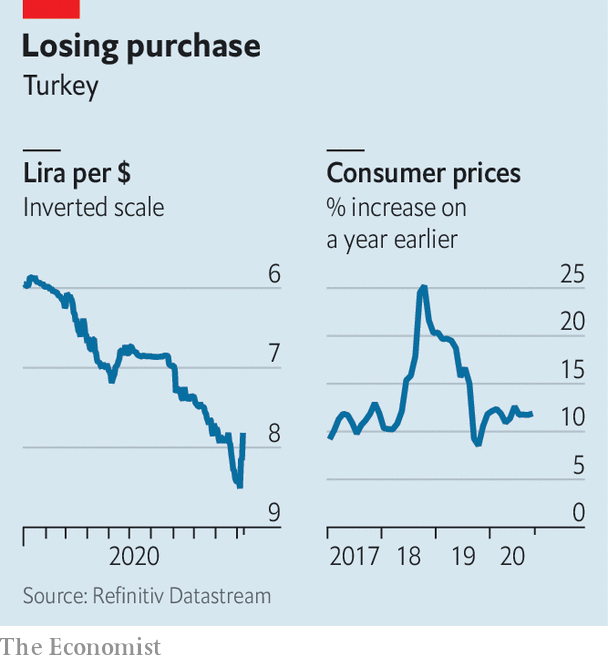 Losing purchase
Turkey
Lira per $
Inverted scale
6
7
8
9
2020
Consumer prices
% increase on
a year earlier
25
20
15
10
5
0
2017 18 19 20
Source: Refinitiv Datastream
The Economist